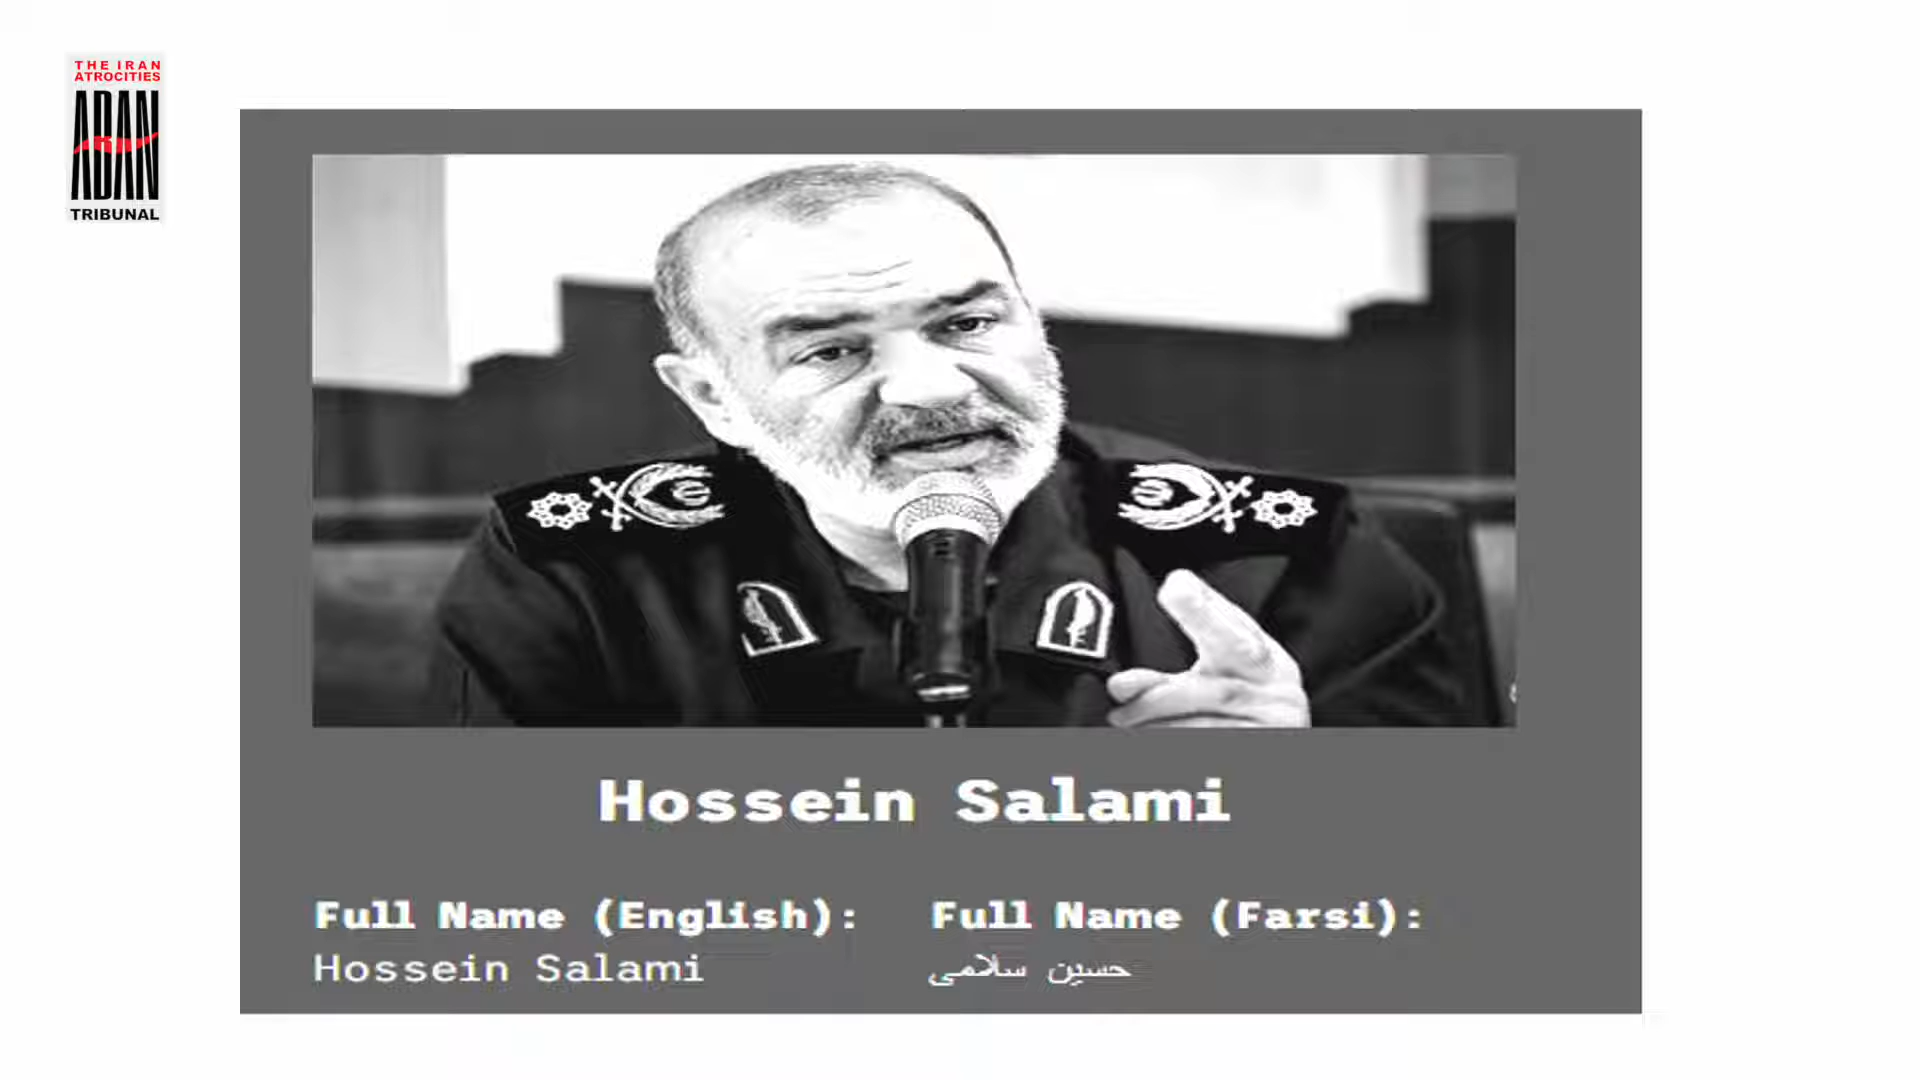 THE IRAN
ATROCITIES
ABAN
TRIBUNAL
Hossein Salami
Full Name (English):
Hossein Salami
Full Name (Farsi):
حسین سلامی